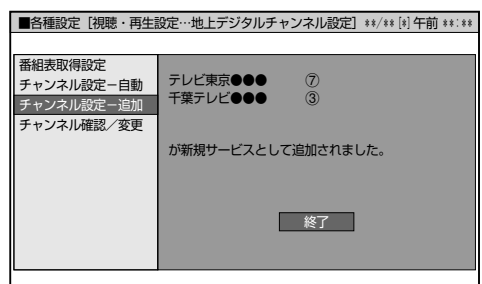 ■各種設定［視聴・再生設定…地上デジタルチャンネル設定］ **/** [*] 午前 **:**
番組表取得設定
チャンネル設定－自動
チャンネル設定－追加
チャンネル確認／変更
テレビ東京●●● ⑦
千葉テレビ●●● ③
が新規サービスとして追加されました。
終了